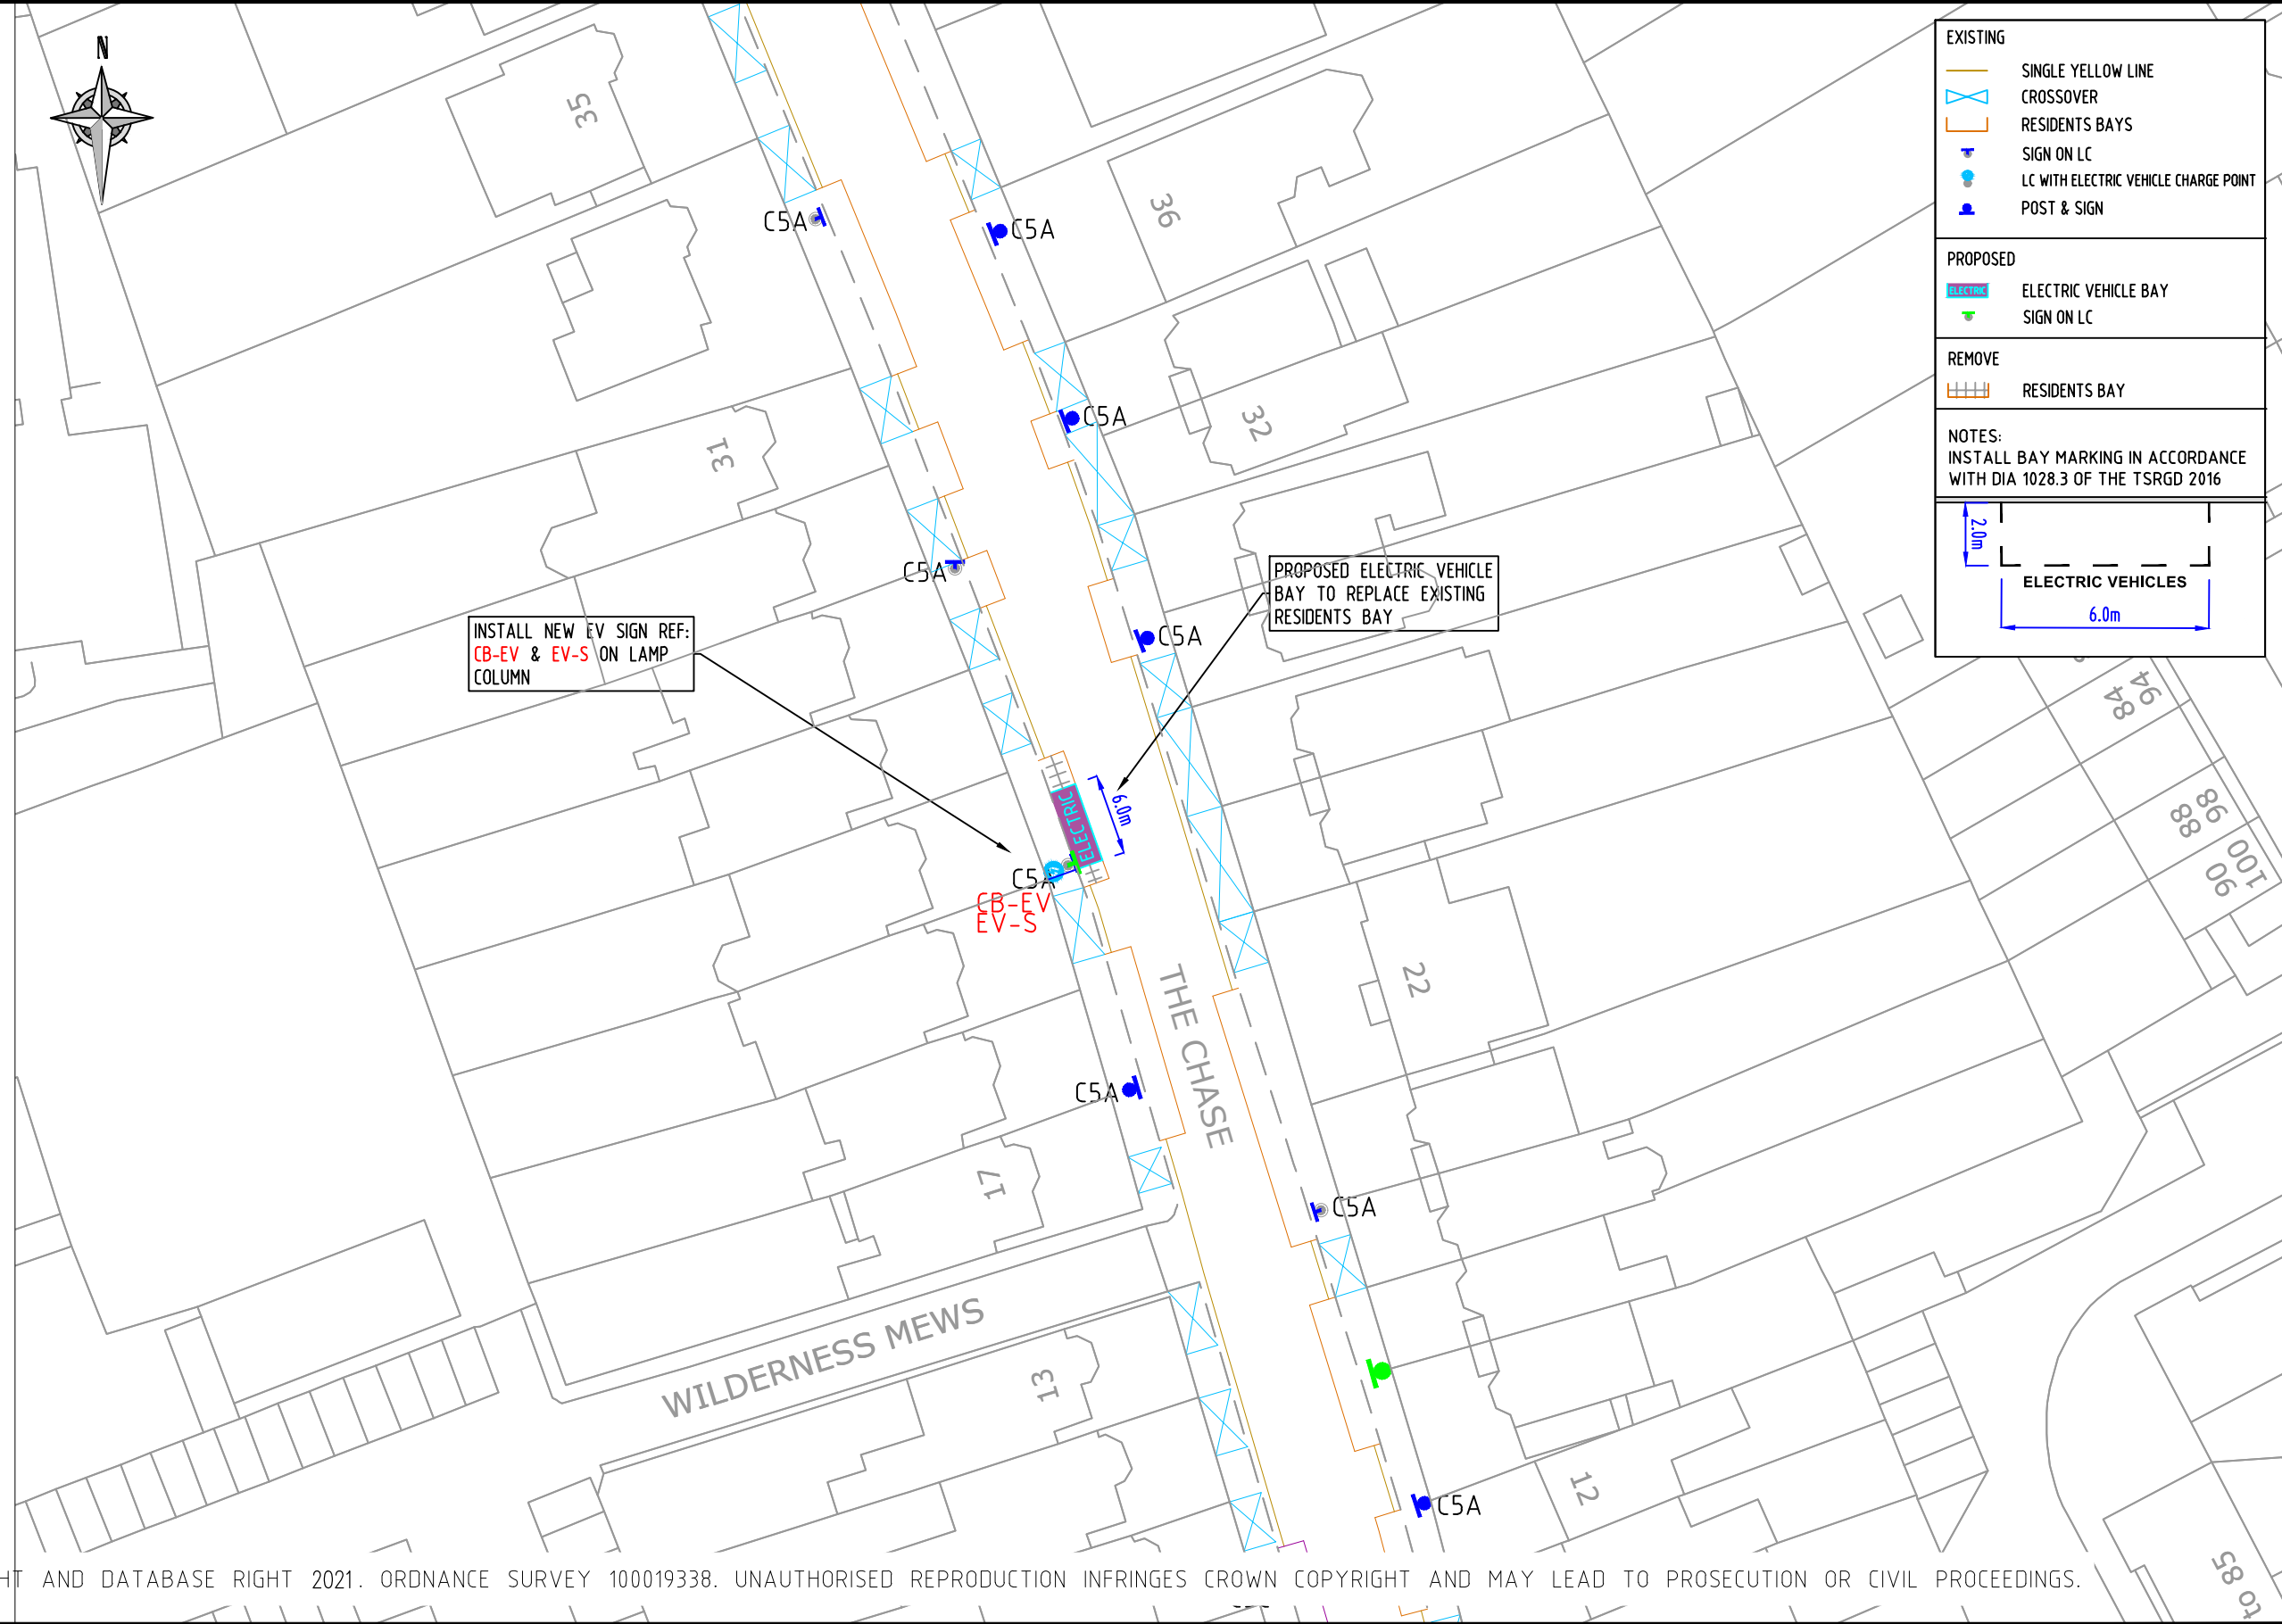 N
35
C5A
C5A
36
C5A
32
31
C5A
C5A
INSTALL NEW EV SIGN REF:
CB-EV & EV-S ON LAMP
COLUMN
PROPOSED ELECTRIC VEHICLE
BAY TO REPLACE EXISTING
RESIDENTS BAY
ELECTRIC
6.0m
C5A
CB-EV
EV-S
THE CHASE
22
C5A
17
C5A
WILDERNESS MEWS
13
C5A
12
94
84
98
88
100
90
to 85
EXISTING
SINGLE YELLOW LINE
CROSSOVER
RESIDENTS BAYS
SIGN ON LC
LC WITH ELECTRIC VEHICLE CHARGE POINT
POST & SIGN
PROPOSED
ELECTRIC
ELECTRIC VEHICLE BAY
SIGN ON LC
REMOVE
RESIDENTS BAY
NOTES:
INSTALL BAY MARKING IN ACCORDANCE
WITH DIA 1028.3 OF THE TSRGD 2016
2.0m
ELECTRIC VEHICLES
6.0m
AND DATABASE RIGHT 2021. ORDNANCE SURVEY 100019338. UNAUTHORISED REPRODUCTION INFRINGES CROWN COPYRIGHT AND MAY LEAD TO PROSECUTION OR CIVIL PROCEEDINGS.